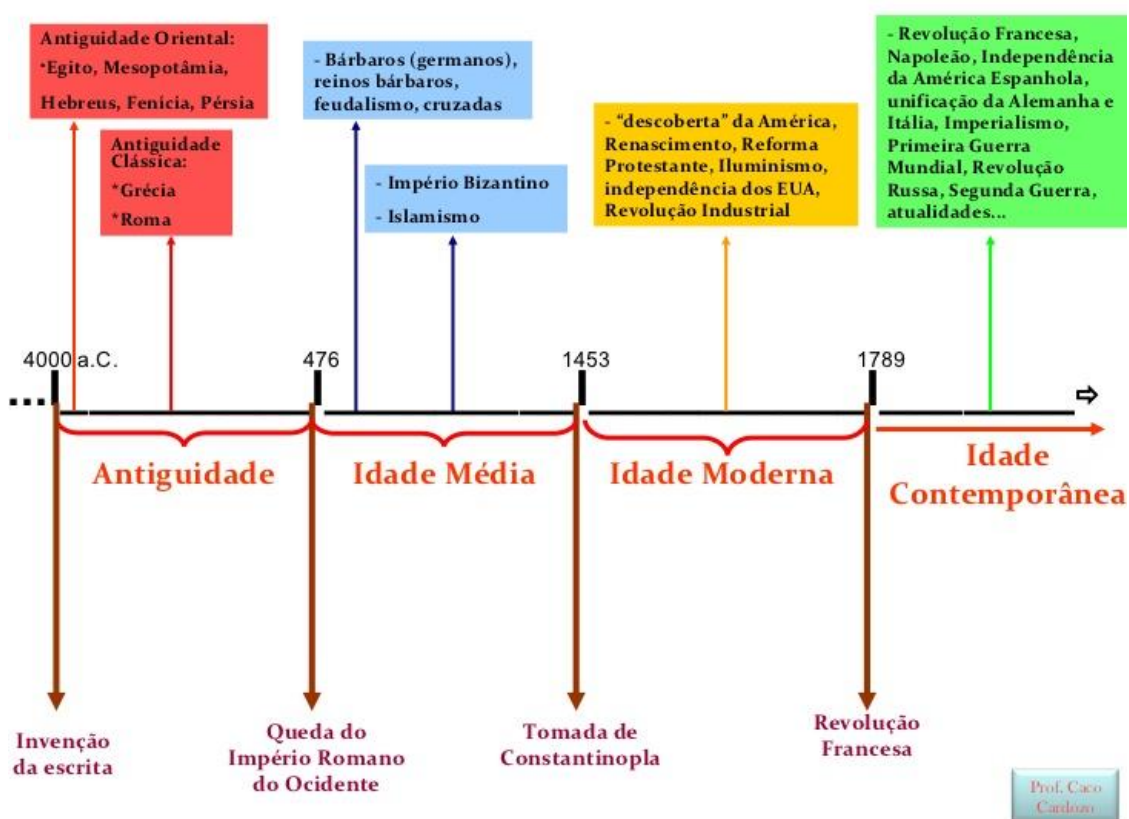 Antiguidade Oriental:
*Egito, Mesopotâmia,
Hebreus, Fenícia, Pérsia
Antiguidade
Clássica:
*Grécia
*Roma
- Bárbaros (germanos),
reinos bárbaros,
feudalismo, cruzadas
- Império Bizantino
- Islamismo
- “descoberta” da América,
Renascimento, Reforma
Protestante, Iluminismo,
independência dos EUA,
Revolução Industrial
- Revolução Francesa,
Napoleão, Independência
da América Espanhola,
unificação da Alemanha e
Itália, Imperialismo,
Primeira Guerra
Mundial, Revolução
Russa, Segunda Guerra,
atualidades...
4000 a.C.
476
1453
1789
...
Antiguidade
Idade Média
Idade Moderna
Idade
Contemporânea
Invenção
da escrita
Queda do
Império Romano
do Ocidente
Tomada de
Constantinopla
Revolução
Francesa
Prof. Caco
Cardozo